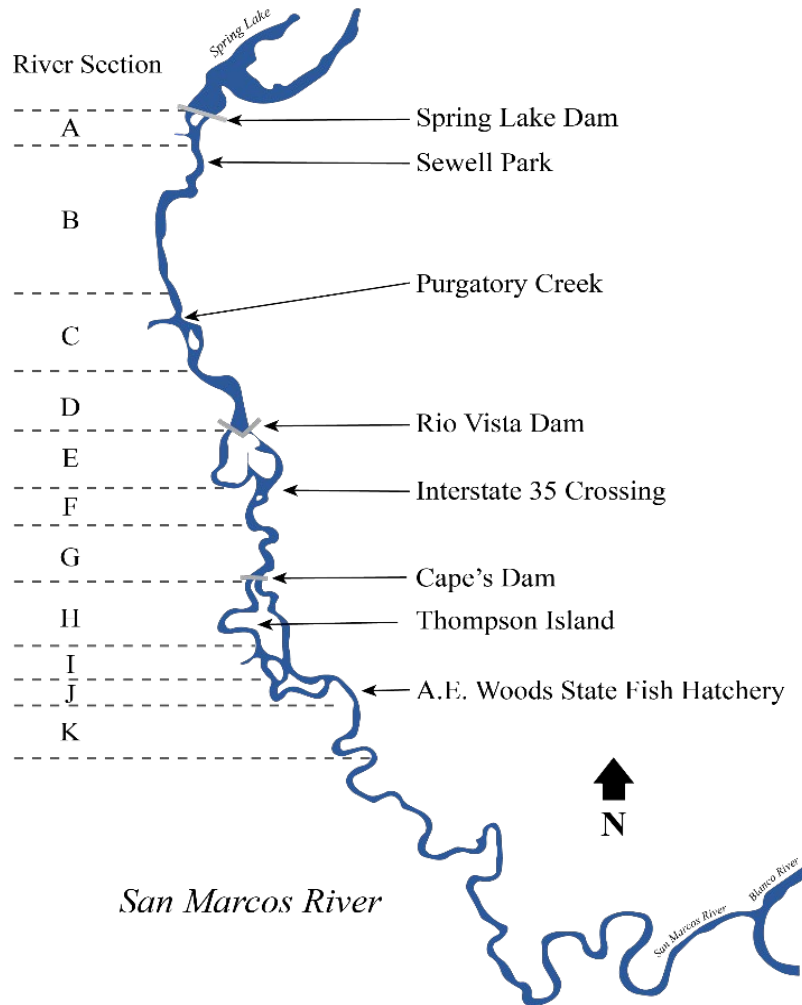 Spring Lake
River Section
A
Spring Lake Dam
Sewell Park
B
Purgatory Creek
C
D
Rio Vista Dam
E
Interstate 35 Crossing
F
G
Cape's Dam
H
Thompson Island
I
J
A.E. Woods State Fish Hatchery
K
N
San Marcos River
San Marcos River
Blanco River